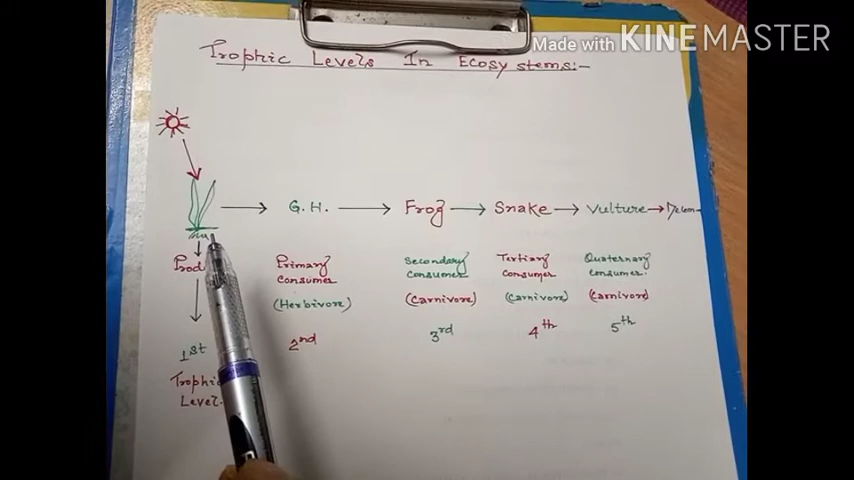 Made with KINEMASTER
Trophic Levels In Ecosystems:-
G.H. Frog Snake Vulture
Primary Secondary Tertiary Quaternary
Consumer Consumer Consumer Consumer.
(Herbivore) (Carnivore) (Carnivore) (Carnivore)
1st 2nd 3rd 4th 5th
Level